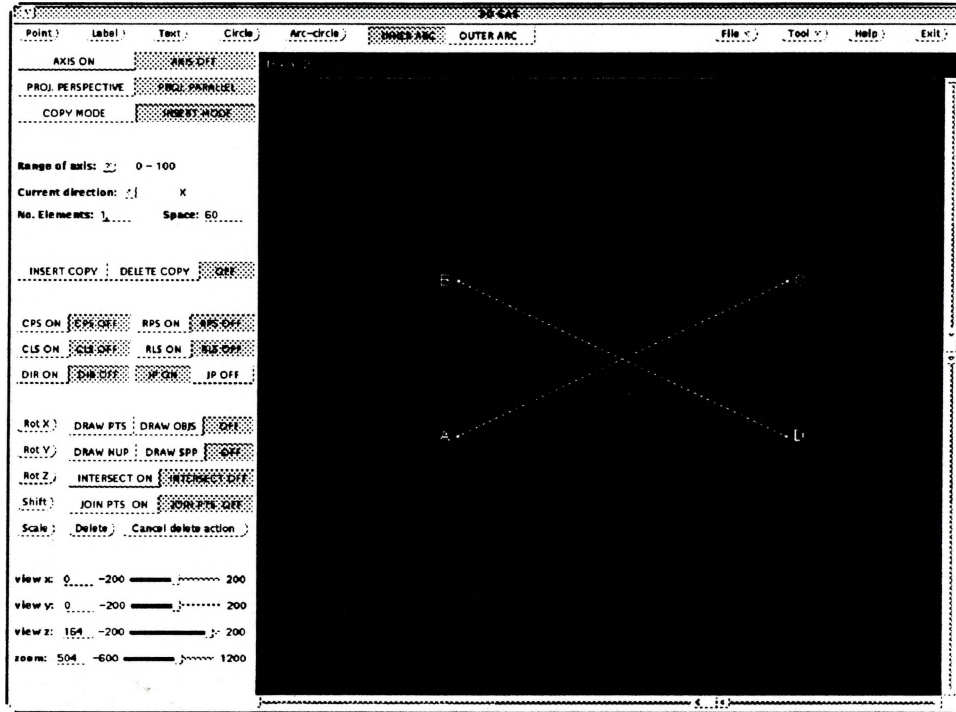 3D GAS
Point Label Text Circle Arc-circle INNER ARC OUTER ARC File Tool Help Exit
AXIS ON AXIS OFF
PROJ. PERSPECTIVE PROJ. PARALLEL
COPY MODE INSERT MODE
Range of axis: 0 - 100
Current direction: X
No. Elements: 1 Space: 60
INSERT COPY DELETE COPY OFF
B C
CPS ON CPS OFF RPS ON RPS OFF
CLS ON CLS OFF RLS ON RLS OFF
DIR ON DIR OFF JP ON JP OFF
Rot X DRAW PTS DRAW OBJS OFF
A D
Rot Y DRAW NUP DRAW SPP OFF
Rot Z INTERSECT ON INTERSECT OFF
Shift JOIN PTS ON JOIN PTS OFF
Scale Delete Cancel delete action
view x: 0 -200 200
view y: 0 -200 200
view z: 164 -200 200
zoom: 504 -600 1200